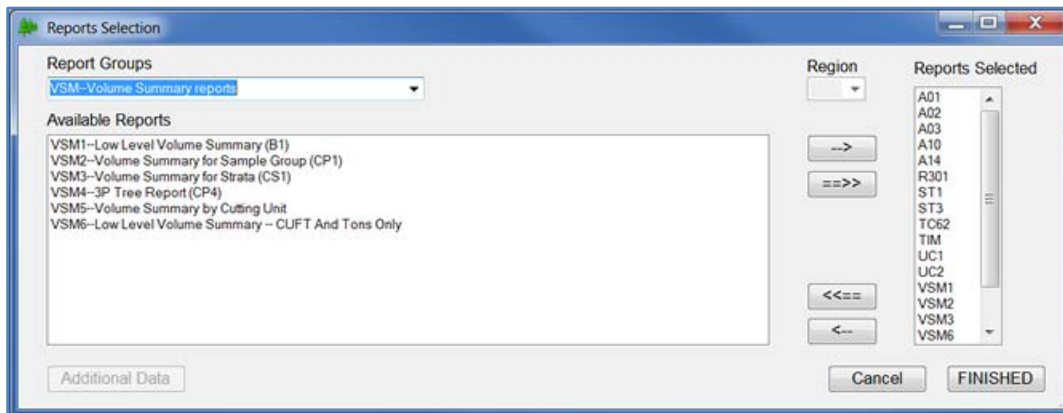 Reports Selection
Report Groups
VSM--Volume Summary reports
Region
Reports Selected
Available Reports
VSM1--Low Level Volume Summary (B1)
VSM2--Volume Summary for Sample Group (CP1)
VSM3--Volume Summary for Strata (CS1)
VSM4--3P Tree Report (CP4)
VSM5--Volume Summary by Cutting Unit
VSM6--Low Level Volume Summary -- CUFT And Tons Only
-->
==>>
<<==
<--
A01
A02
A03
A10
A14
R301
ST1
ST3
TC62
TIM
UC1
UC2
VSM1
VSM2
VSM3
VSM6
Additional Data
Cancel
FINISHED